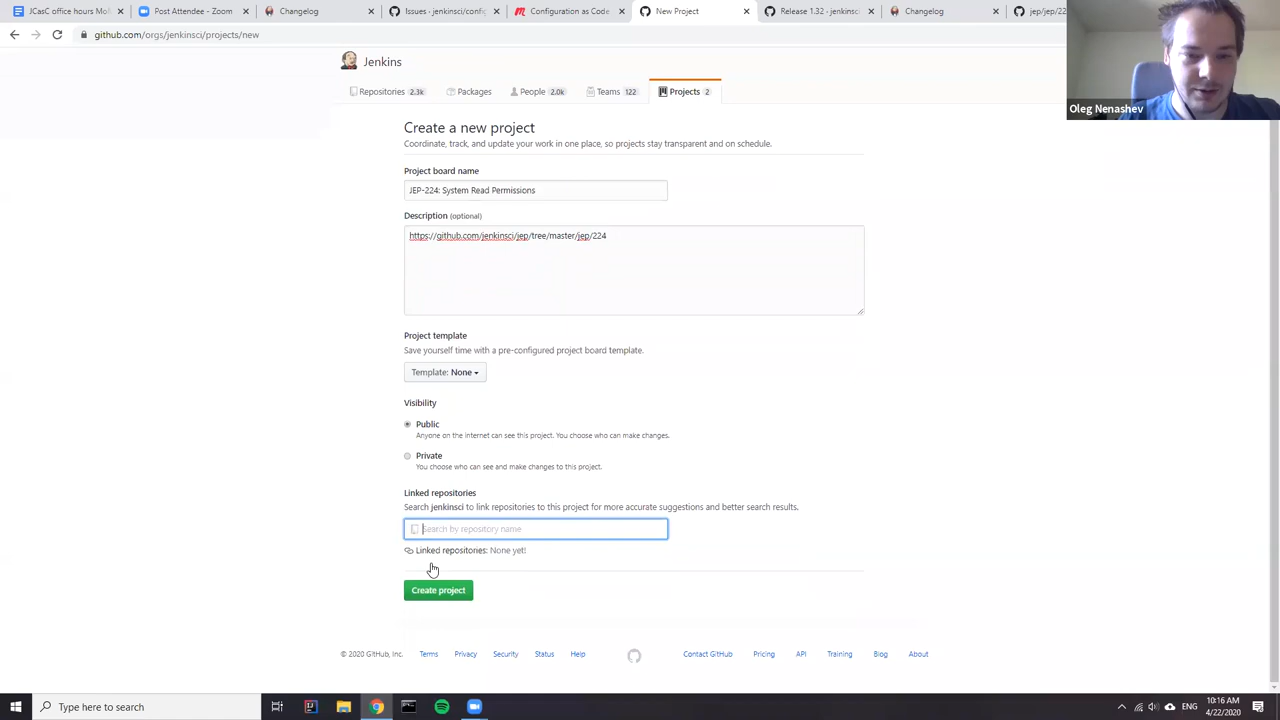 JCasC office hours Mo
Post Attendee - Zoom
Changelog
Issues · jenkinsci/config
Configuration as Code
New Project
Release 1.32 · jenkinsci
Changelog
jep/jep/22
github.com/orgs/jenkinsci/projects/new
Oleg Nenashev
Jenkins
Repositories 2.3k
Packages
People 2.0k
Teams 122
Projects 2
Create a new project
Coordinate, track, and update your work in one place, so projects stay transparent and on schedule.
Project board name
JEP-224: System Read Permissions
Description (optional)
https://github.com/jenkinsci/jep/tree/master/jep/224
Project template
Save yourself time with a pre-configured project board template.
Template: None
Visibility
Public
Anyone on the internet can see this project. You choose who can make changes.
Private
You choose who can see and make changes to this project.
Linked repositories
Search jenkinsci to link repositories to this project for more accurate suggestions and better search results.
Search by repository name
Linked repositories: None yet!
Create project
© 2020 GitHub, Inc.
Terms
Privacy
Security
Status
Help
Contact GitHub
Pricing
API
Training
Blog
About
Type here to search
ENG
10:16 AM
4/22/2020